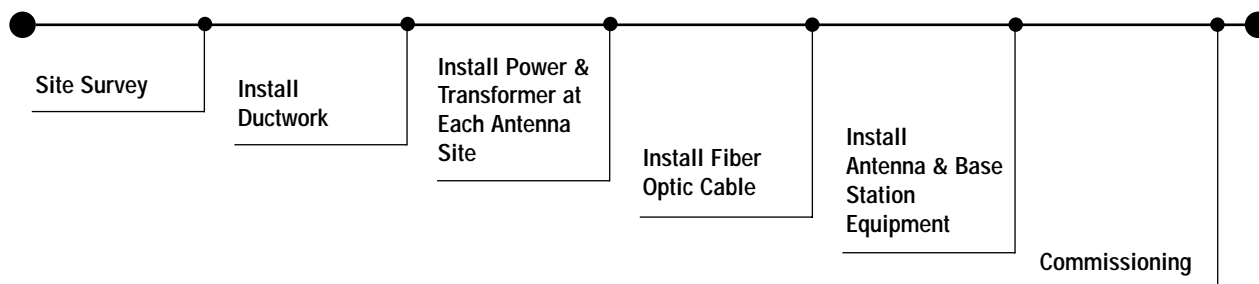 Site Survey
Install
Ductwork
Install Power &
Transformer at
Each Antenna
Site
Install Fiber
Optic Cable
Install
Antenna & Base
Station
Equipment
Commissioning